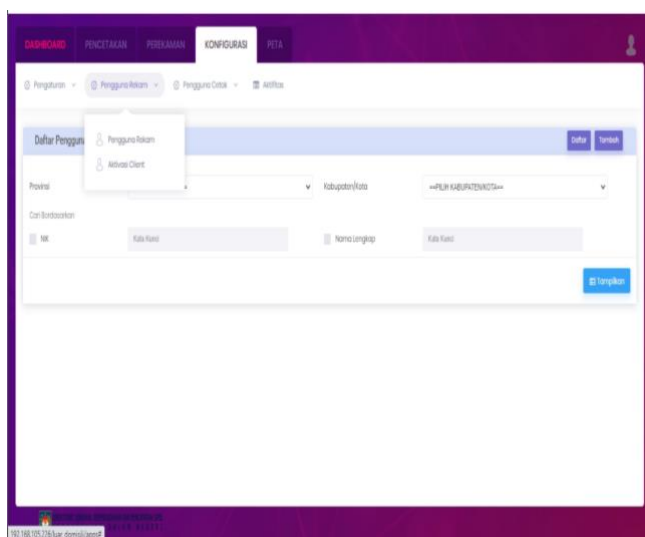 DASHBOARD PENCETAKAN PEREKAMAN KONFIGURASI PETA
Pengaturan Pengguna Rekam Pengguna Cetak Aktifitas
Daftar Pengguna Daftar Tambah
Pengguna Rekam
Aktivasi Client
Provinsi Kabupaten/Kota ==PILIH KABUPATEN/KOTA==
Cari Berdasarkan
NIK Kata Kunci Nama Lengkap Kata Kunci
Tampilkan